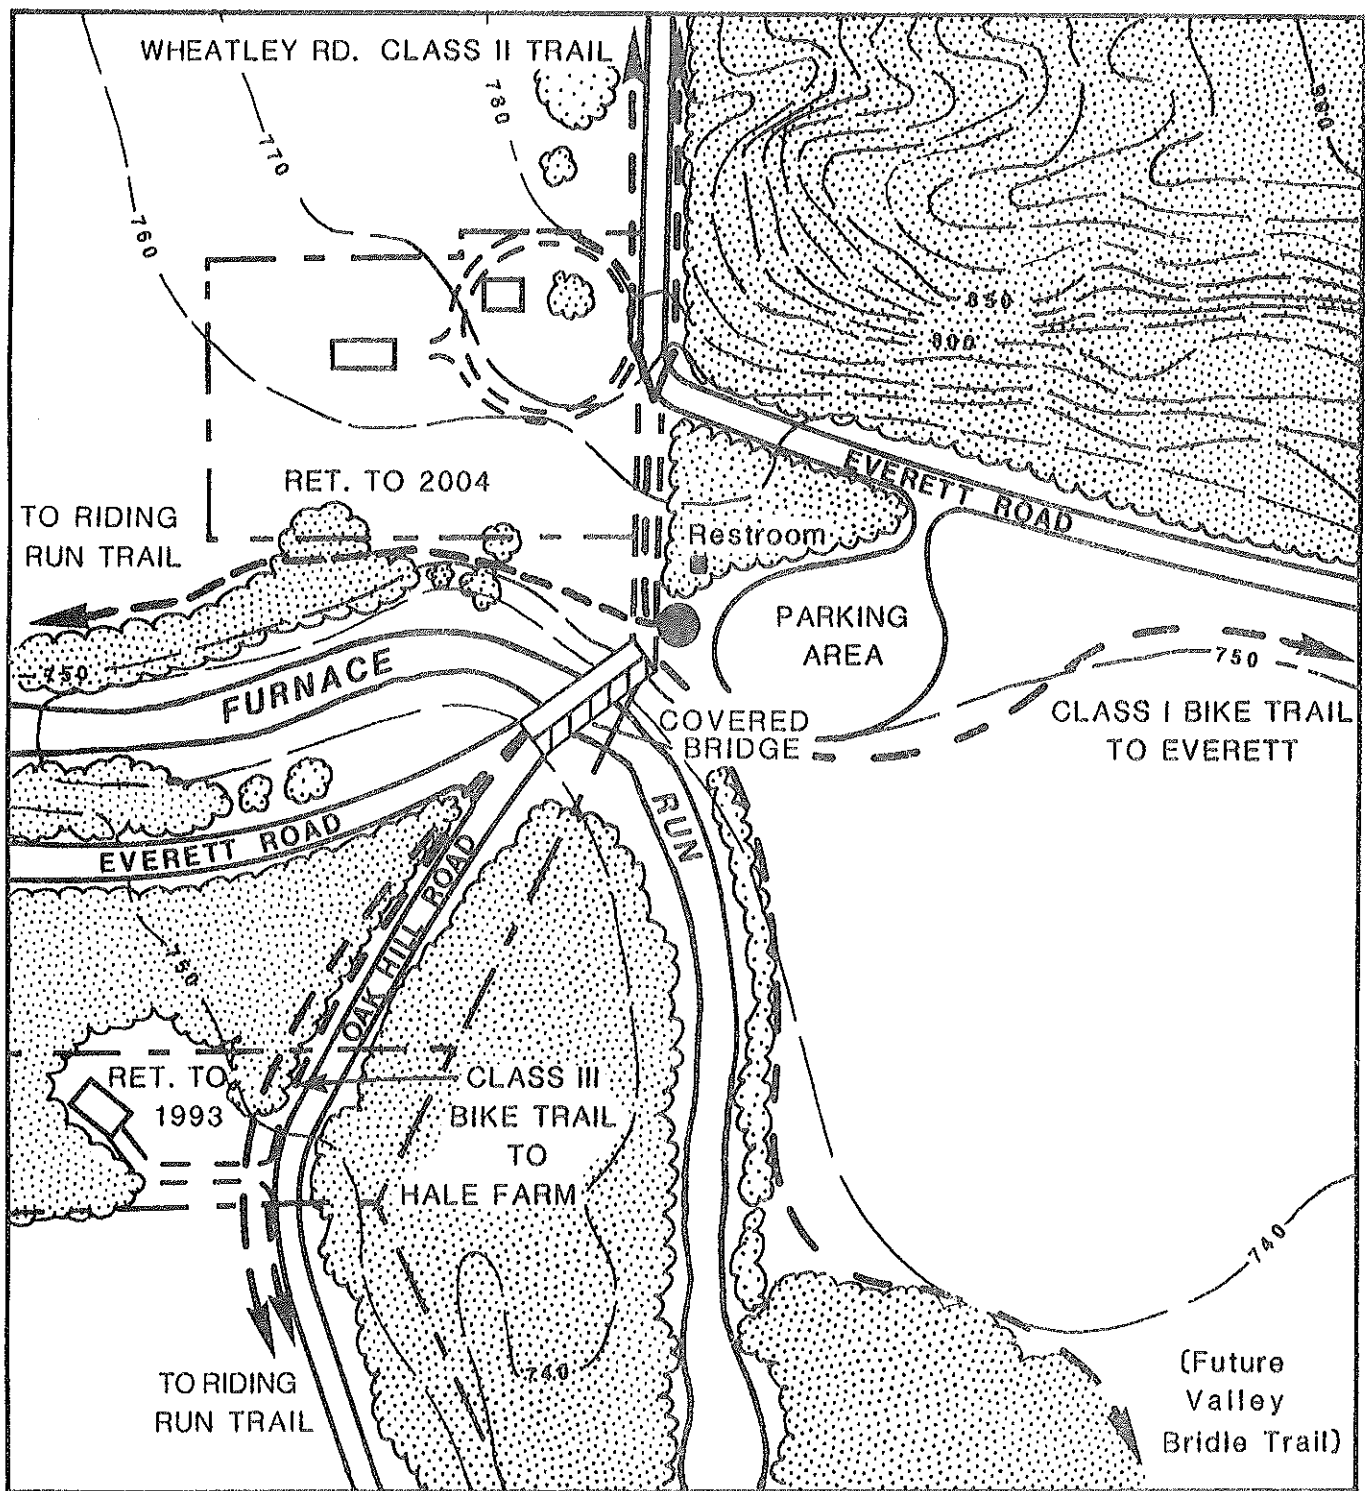 WHEATLEY RD. CLASS II TRAIL
780
770
760
850
800
EVERETT ROAD
RET. TO 2004
TO RIDING
RUN TRAIL
Restroom
PARKING
AREA
750
750
FURNACE
COVERED
BRIDGE
CLASS I BIKE TRAIL
TO EVERETT
RUN
EVERETT ROAD
OAK HILL ROAD
750
RET. TO
1993
CLASS III
BIKE TRAIL
TO
HALE FARM
740
740
TO RIDING
RUN TRAIL
(Future
Valley
Bridle Trail)